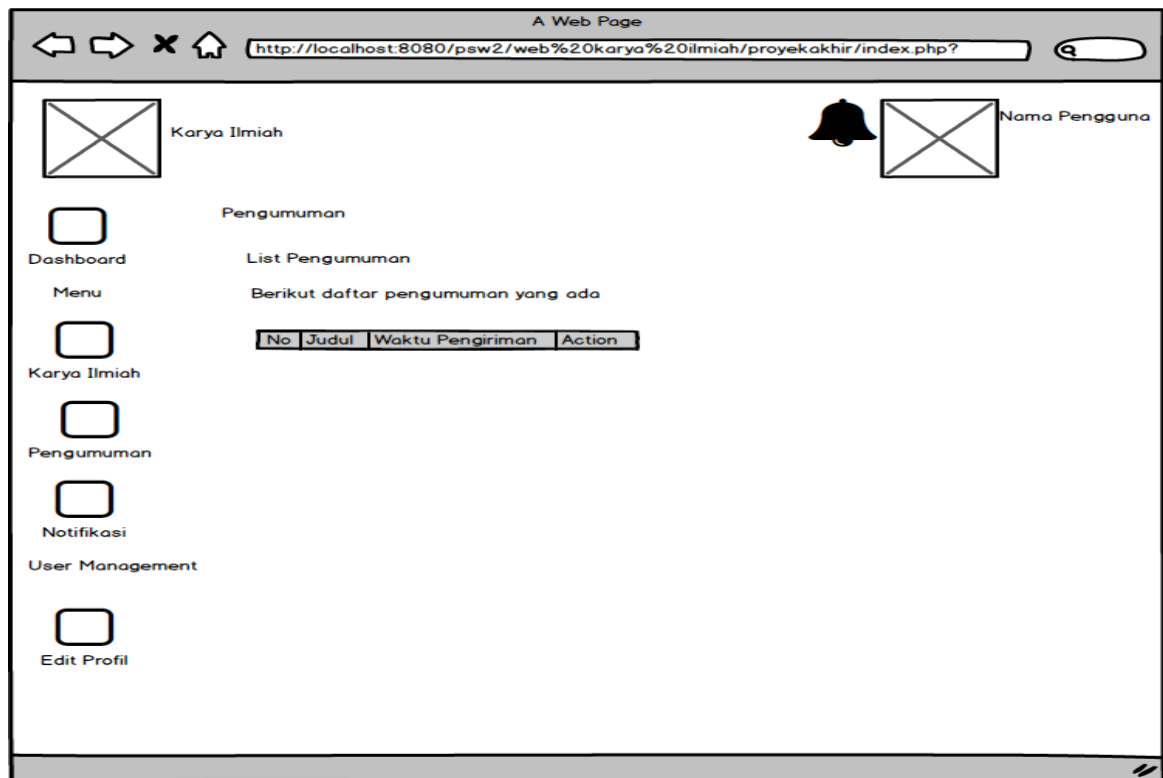 A Web Page
http://localhost:8080/psw2/web%20karya%20ilmiah/proyekakhir/index.php?
Karya Ilmiah
Nama Pengguna
Pengumuman
Dashboard
List Pengumuman
Menu
Berikut daftar pengumuman yang ada
No Judul Waktu Pengiriman Action
Karya Ilmiah
Pengumuman
Notifikasi
User Management
Edit Profil